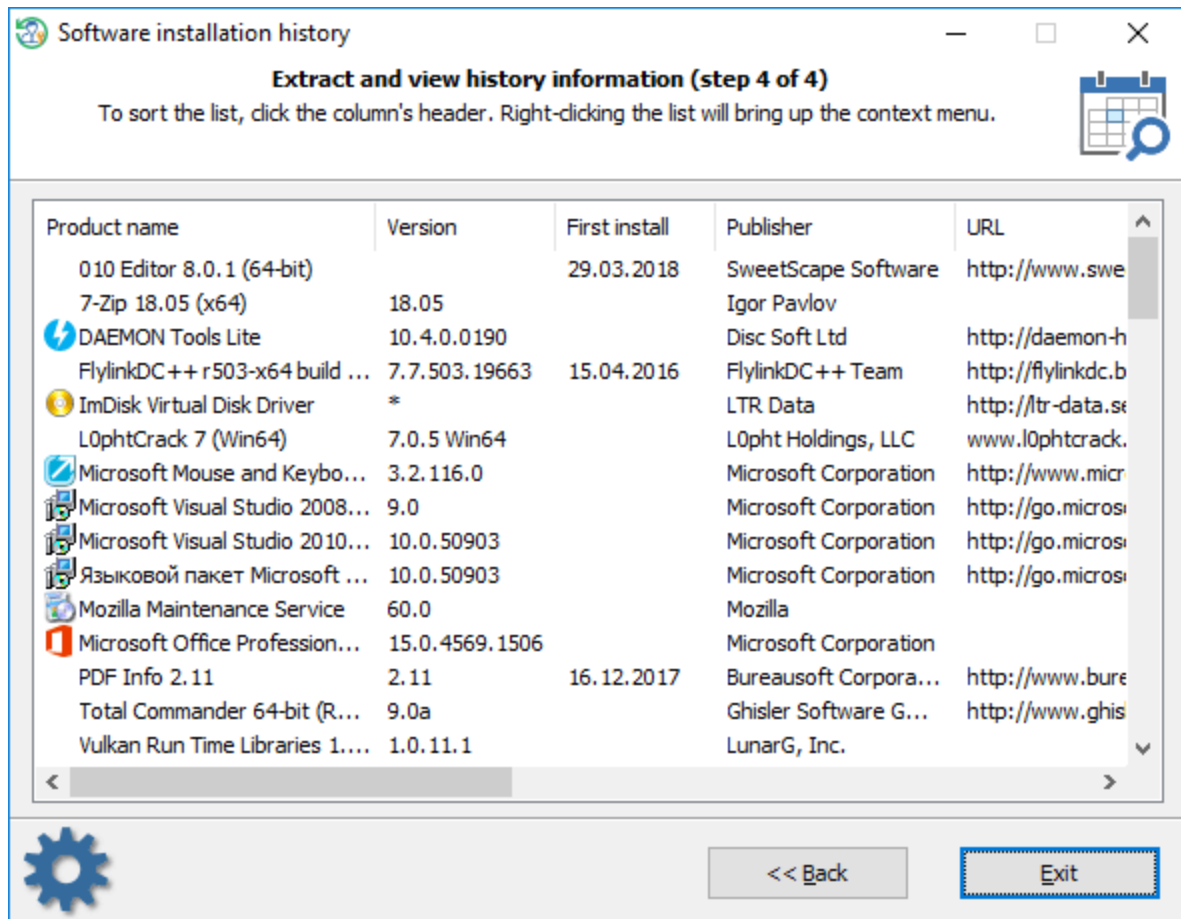 Software installation history
Extract and view history information (step 4 of 4)
To sort the list, click the column's header. Right-clicking the list will bring up the context menu.
Product name Version First install Publisher URL
010 Editor 8.0.1 (64-bit) 29.03.2018 SweetScape Software http://www.swe
7-Zip 18.05 (x64) 18.05 Igor Pavlov
DAEMON Tools Lite 10.4.0.0190 Disc Soft Ltd http://daemon-h
FlylinkDC++ r503-x64 build ... 7.7.503.19663 15.04.2016 FlylinkDC++ Team http://flylinkdc.b
ImDisk Virtual Disk Driver * LTR Data http://ltr-data.se
L0phtCrack 7 (Win64) 7.0.5 Win64 L0pht Holdings, LLC www.l0phtcrack.
Microsoft Mouse and Keybo... 3.2.116.0 Microsoft Corporation http://www.micr
Microsoft Visual Studio 2008... 9.0 Microsoft Corporation http://go.micros
Microsoft Visual Studio 2010... 10.0.50903 Microsoft Corporation http://go.micros
Языковой пакет Microsoft ... 10.0.50903 Microsoft Corporation http://go.micros
Mozilla Maintenance Service 60.0 Mozilla
Microsoft Office Profession... 15.0.4569.1506 Microsoft Corporation
PDF Info 2.11 2.11 16.12.2017 Bureausoft Corpora... http://www.bure
Total Commander 64-bit (R... 9.0a Ghisler Software G... http://www.ghis
Vulkan Run Time Libraries 1.... 1.0.11.1 LunarG, Inc.
<< Back Exit